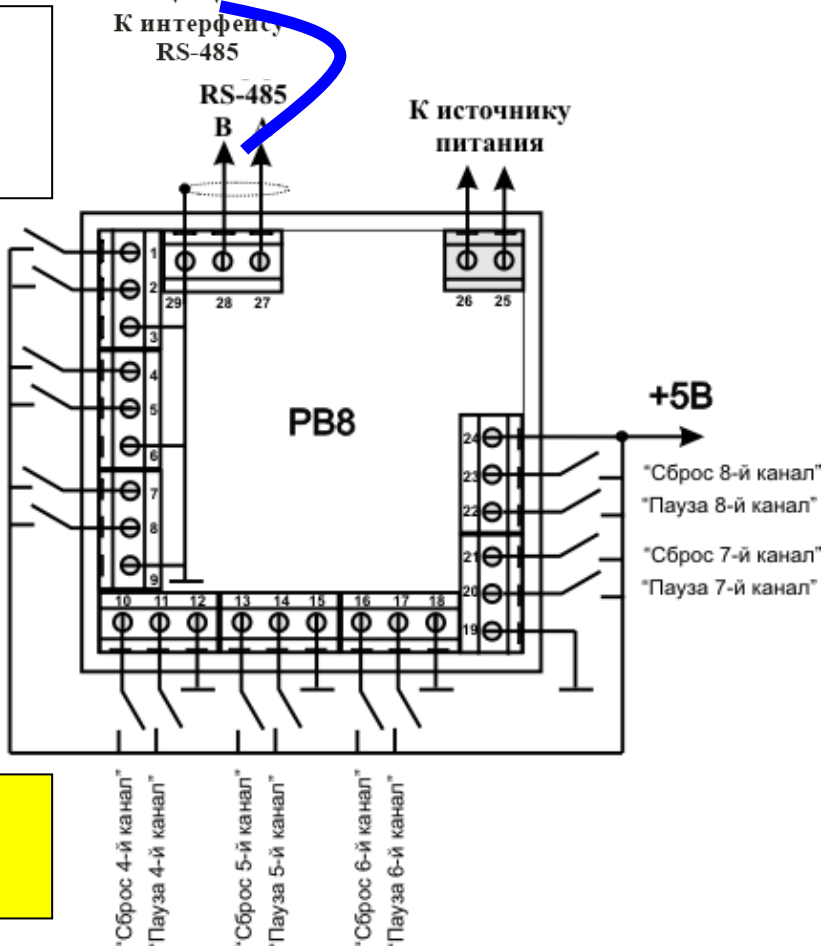 К интерфейсу
RS-485
RS-485
В А
К источнику
питания
1
2
3
4
5
6
7
8
9
29 28 27
26 25
РВ8
+5В
24
23
22
21
20
19
"Сброс 8-й канал"
"Пауза 8-й канал"
"Сброс 7-й канал"
"Пауза 7-й канал"
10 11 12 13 14 15 16 17 18
"Сброс 4-й канал"
"Пауза 4-й канал"
"Сброс 5-й канал"
"Пауза 5-й канал"
"Сброс 6-й канал"
"Пауза 6-й канал"